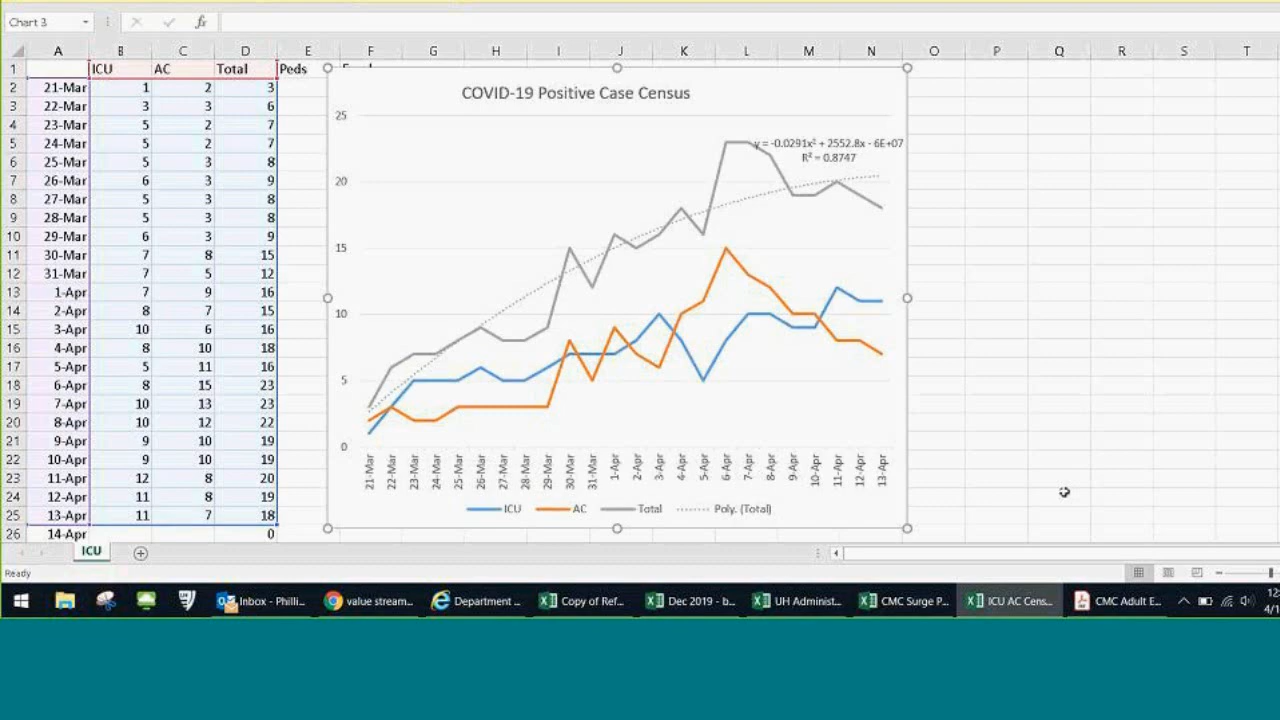 Chart 3
fx
A B C D E F G H I J K L M N O P Q R S T
1 ICU AC Total Peds
2 21-Mar 1 2 3
3 22-Mar 3 3 6
4 23-Mar 5 2 7
5 24-Mar 5 2 7
6 25-Mar 5 3 8
7 26-Mar 6 3 9
8 27-Mar 5 3 8
9 28-Mar 5 3 8
10 29-Mar 6 3 9
11 30-Mar 7 8 15
12 31-Mar 7 5 12
13 1-Apr 7 9 16
14 2-Apr 8 7 15
15 3-Apr 10 6 16
16 4-Apr 8 10 18
17 5-Apr 5 11 16
18 6-Apr 8 15 23
19 7-Apr 10 13 23
20 8-Apr 10 12 22
21 9-Apr 9 10 19
22 10-Apr 9 10 19
23 11-Apr 12 8 20
24 12-Apr 11 8 19
25 13-Apr 11 7 18
26 14-Apr 0
COVID-19 Positive Case Census
25
20
15
10
5
0
y = -0.0291x² + 2552.8x - 6E+07
R² = 0.8747
21-Mar 22-Mar 23-Mar 24-Mar 25-Mar 26-Mar 27-Mar 28-Mar 29-Mar 30-Mar 31-Mar 1-Apr 2-Apr 3-Apr 4-Apr 5-Apr 6-Apr 7-Apr 8-Apr 9-Apr 10-Apr 11-Apr 12-Apr 13-Apr
ICU AC Total Poly. (Total)
ICU
Ready
Inbox - Philli... value stream... Department ... Copy of Ref... Dec 2019 - b... UH Administ... CMC Surge P... ICU AC Cens... CMC Adult E...